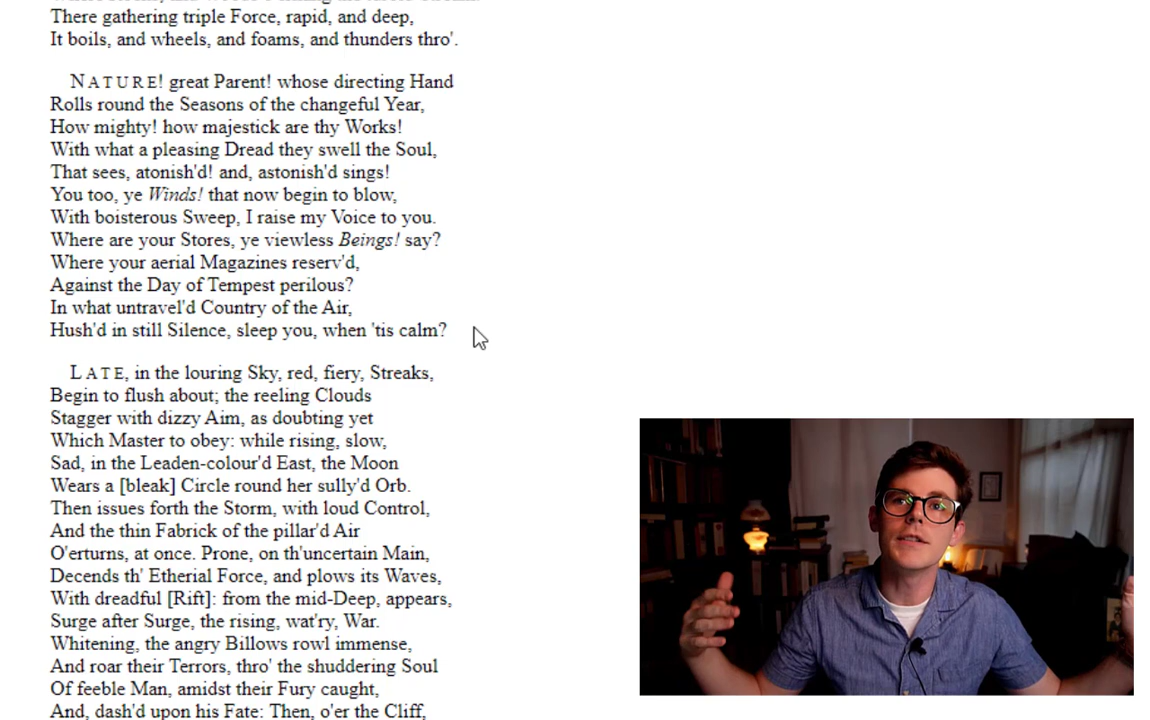 There gathering triple Force, rapid, and deep,
It boils, and wheels, and foams, and thunders thro'.
NATURE! great Parent! whose directing Hand
Rolls round the Seasons of the changeful Year,
How mighty! how majestick are thy Works!
With what a pleasing Dread they swell the Soul,
That sees, atonish'd! and, astonish'd sings!
You too, ye Winds! that now begin to blow,
With boisterous Sweep, I raise my Voice to you.
Where are your Stores, ye viewless Beings! say?
Where your aerial Magazines reserv'd,
Against the Day of Tempest perilous?
In what untravel'd Country of the Air,
Hush'd in still Silence, sleep you, when 'tis calm?
LATE, in the louring Sky, red, fiery, Streaks,
Begin to flush about; the reeling Clouds
Stagger with dizzy Aim, as doubting yet
Which Master to obey: while rising, slow,
Sad, in the Leaden-colour'd East, the Moon
Wears a [bleak] Circle round her sully'd Orb.
Then issues forth the Storm, with loud Control,
And the thin Fabrick of the pillar'd Air
O'erturns, at once. Prone, on th'uncertain Main,
Decends th' Etherial Force, and plows its Waves,
With dreadful [Rift]: from the mid-Deep, appears,
Surge after Surge, the rising, wat'ry, War.
Whitening, the angry Billows rowl immense,
And roar their Terrors, thro' the shuddering Soul
Of feeble Man, amidst their Fury caught,
And, dash'd upon his Fate: Then, o'er the Cliff,